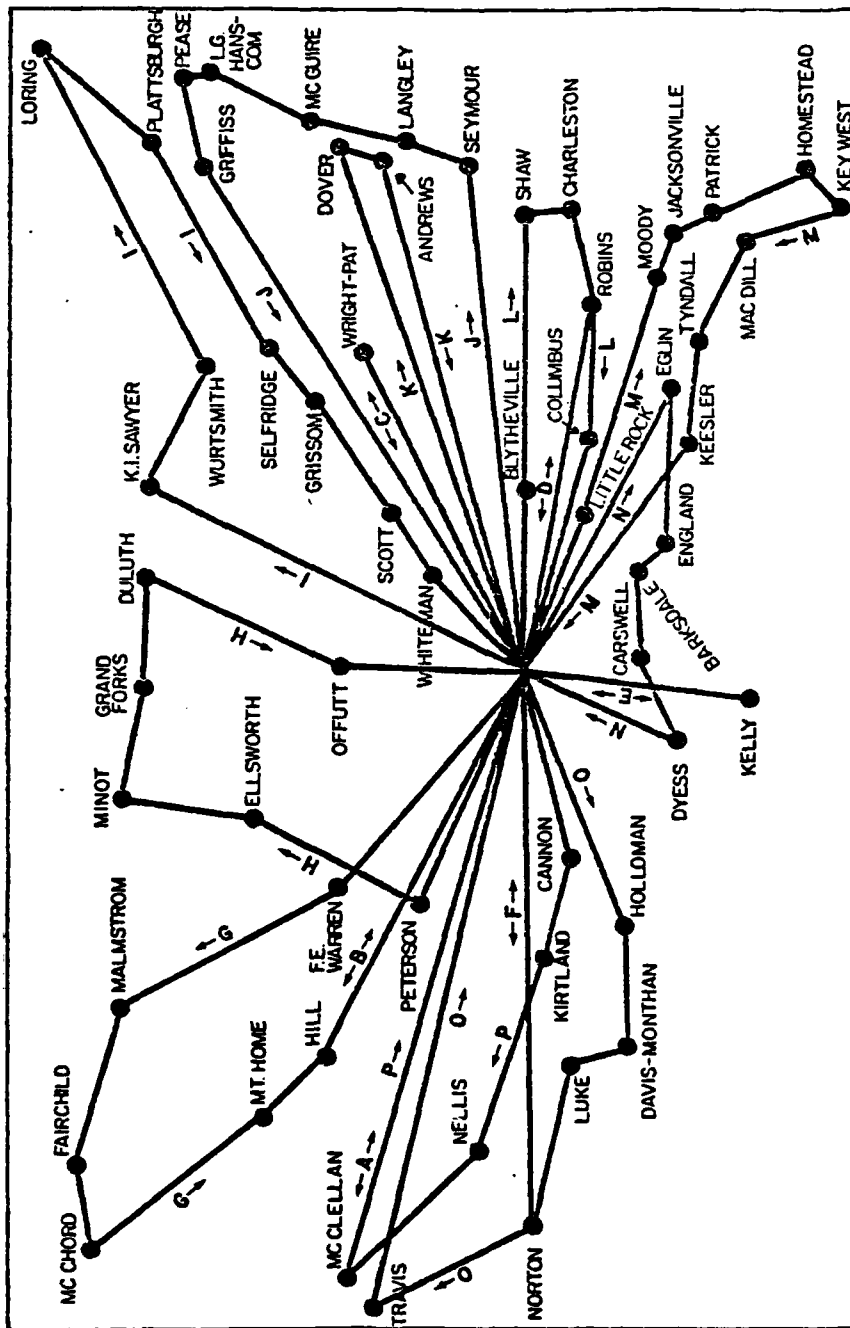 LORING
PLATTSBURGH
PEASE
L.G.
HANS-
COM
GRIFFISS
MC GUIRE
LANGLEY
SEYMOUR
DOVER
ANDREWS
WRIGHT-PAT
K.I. SAWYER
WURTSMITH
SELFRIDGE
GRISSOM
SCOTT
WHITEMAN
DULUTH
GRAND
FORKS
MINOT
ELLSWORTH
OFFUTT
MALMSTROM
FAIRCHILD
MC CHORD
MT. HOME
HILL
F.E.
WARREN
PETERSON
MC CLELLAN
TRAVIS
NELLIS
NORTON
LUKE
DAVIS-MONTHAN
KIRTLAND
CANNON
HOLLOMAN
SHAW
CHARLESTON
ROBINS
BLYTHEVILLE
COLUMBUS
LITTLE ROCK
MOODY
JACKSONVILLE
PATRICK
HOMESTEAD
KEY WEST
MAC DILL
TYNDALL
EGLIN
KEESLER
ENGLAND
BARKSDALE
CARSWELL
DYESS
KELLY
I
I
I
J
J
K
K
C
L
L
D
M
N
N
N
N
E
H
H
G
G
B
P
P
A
O
O
O
F